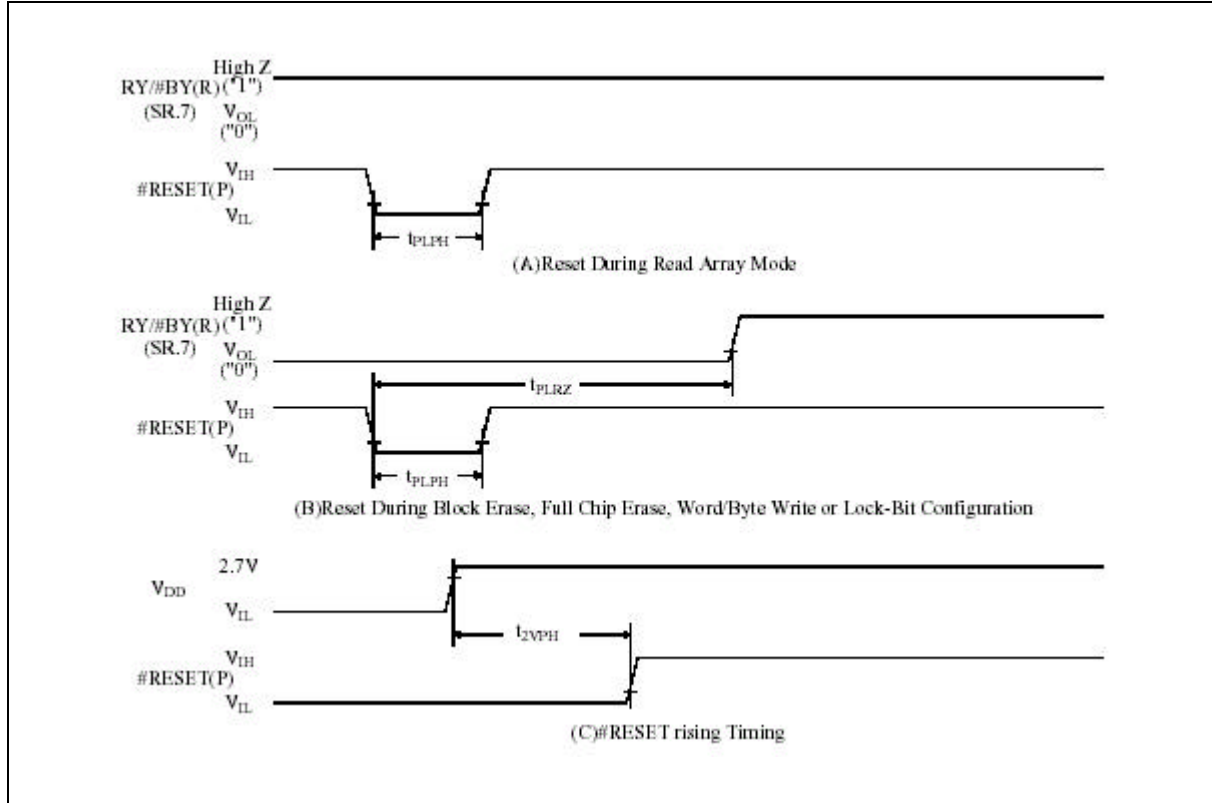 High Z
RY/#BY(R) ("1")
(SR.7) VOL
("0")
VIH
#RESET(P)
VIL
tPLPH
(A)Reset During Read Array Mode
High Z
RY/#BY(R) ("1")
(SR.7) VOL
("0")
tPLRZ
VIH
#RESET(P)
VIL
tPLPH
(B)Reset During Block Erase, Full Chip Erase, Word/Byte Write or Lock-Bit Configuration
2.7V
VDD
VIL
t2VPH
VIH
#RESET(P)
VIL
(C)#RESET rising Timing